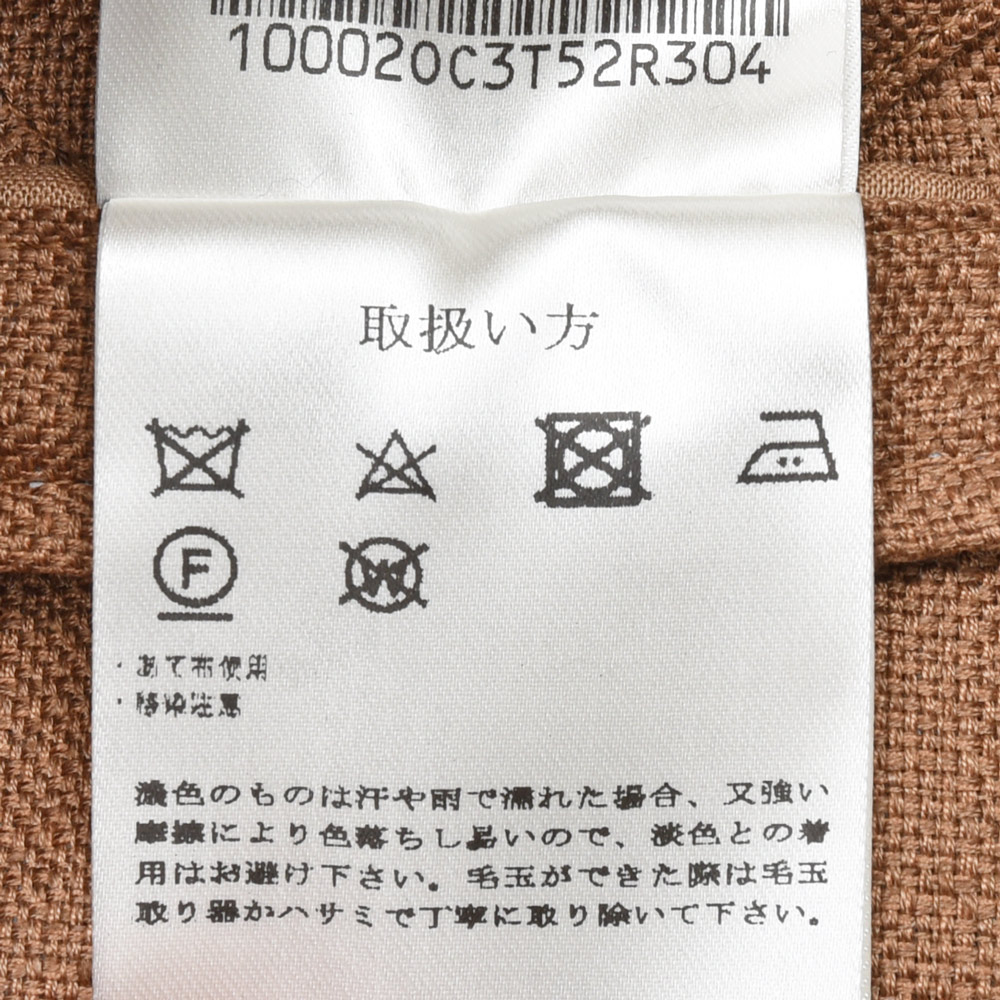 100020C3T52R304
取扱い方
F
W
・あて布使用
・移染注意
濃色のものは汗や雨で濡れた場合、又強い
摩擦により色落ちし易いので、淡色との着
用はお避け下さい。毛玉ができた際は毛玉
取り器かハサミで丁寧に取り除いて下さい。